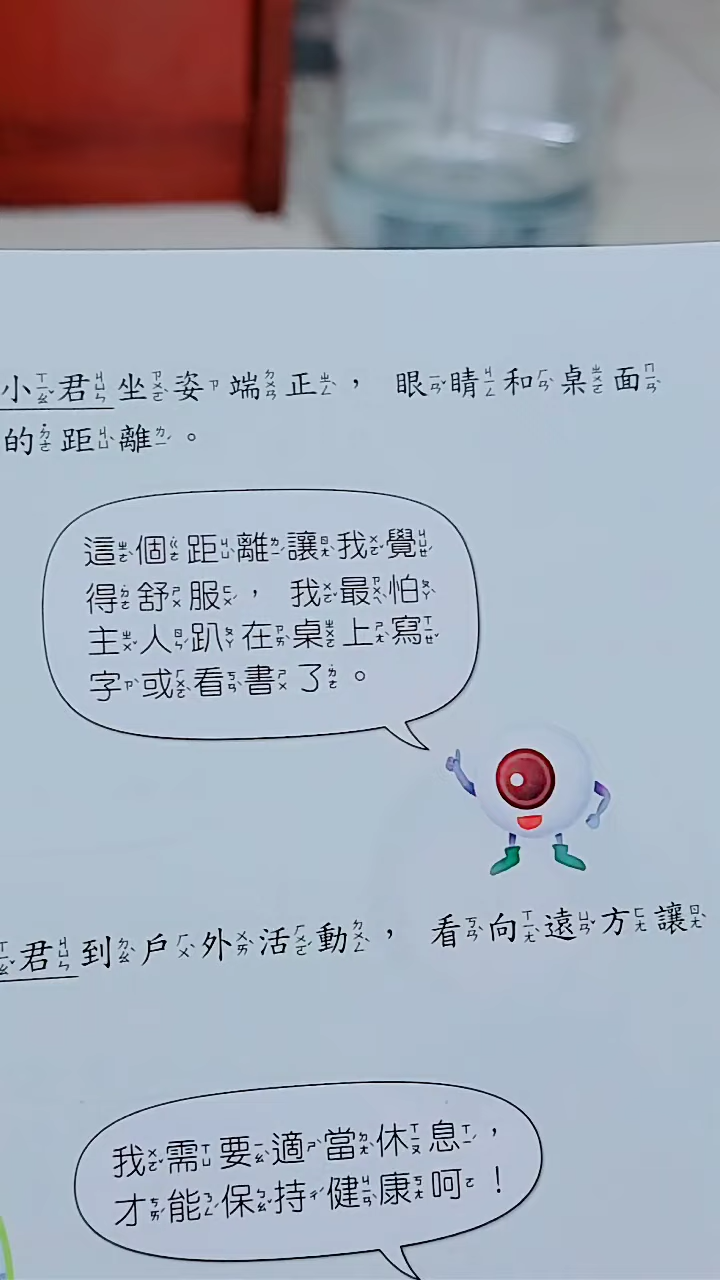 小君坐姿端正，眼睛和桌面
的距離。
這個距離讓我覺
得舒服，我最怕
主人趴在桌上寫
字或看書了。
君到戶外活動，看向遠方讓
我需要適當休息，
才能保持健康呵！